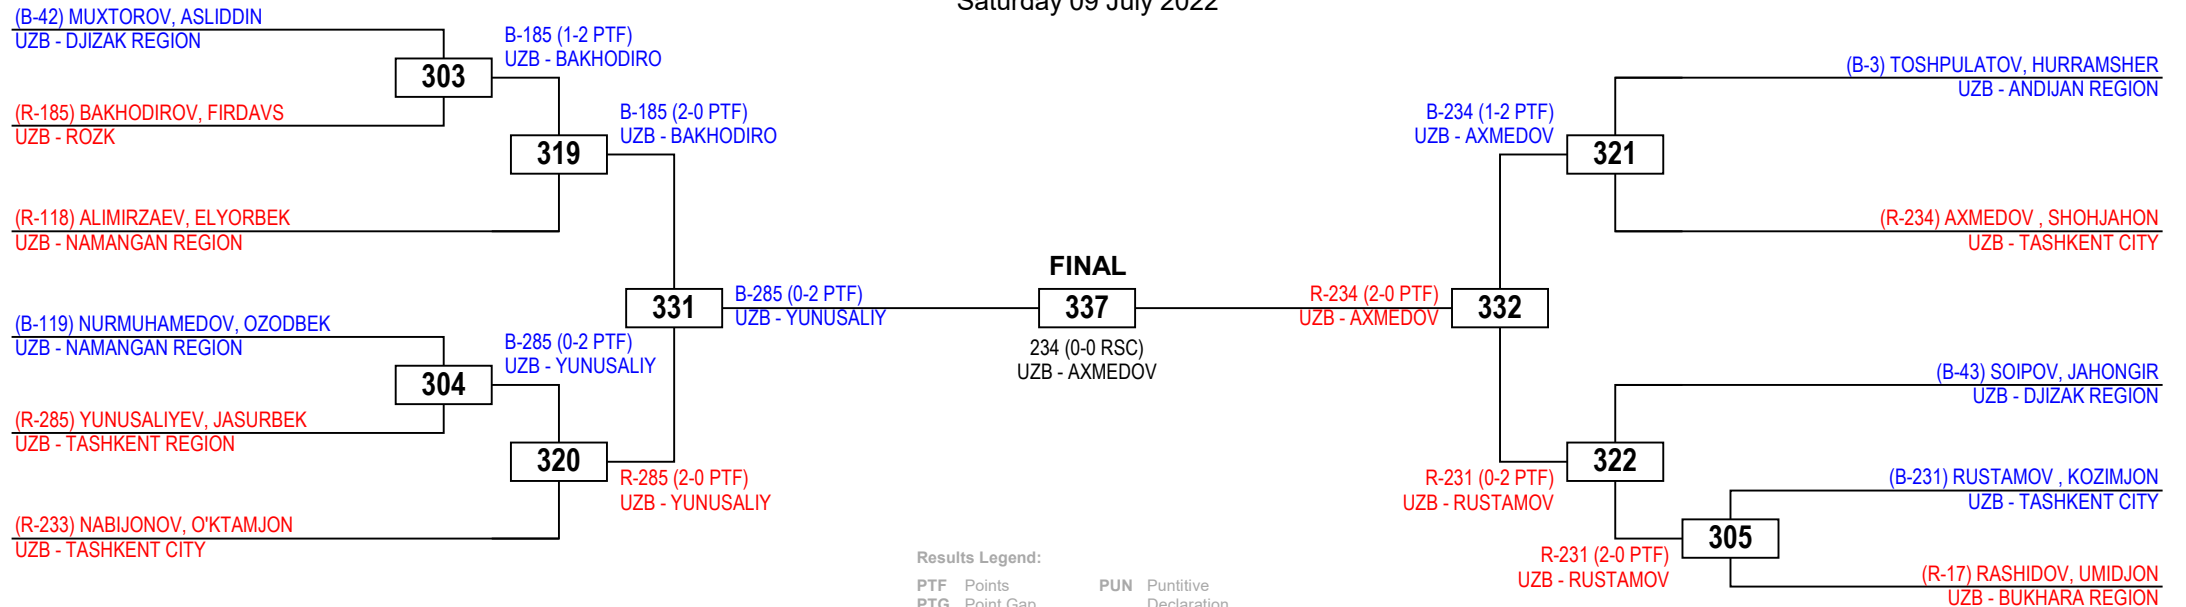 Saturday 09 July 2022
(B-42) MUXTOROV, ASLIDDIN
UZB - DJIZAK REGION
303
(R-185) BAKHODIROV, FIRDAVS
UZB - ROZK
B-185 (1-2 PTF)
UZB - BAKHODIRO
319
(R-118) ALIMIRZAEV, ELYORBEK
UZB - NAMANGAN REGION
B-185 (2-0 PTF)
UZB - BAKHODIRO
331
(B-119) NURMUHAMEDOV, OZODBEK
UZB - NAMANGAN REGION
304
(R-285) YUNUSALIYEV, JASURBEK
UZB - TASHKENT REGION
B-285 (0-2 PTF)
UZB - YUNUSALIY
320
(R-233) NABIJONOV, O'KTAMJON
UZB - TASHKENT CITY
R-285 (2-0 PTF)
UZB - YUNUSALIY
B-285 (0-2 PTF)
UZB - YUNUSALIY
FINAL
337
234 (0-0 RSC)
UZB - AXMEDOV
R-234 (2-0 PTF)
UZB - AXMEDOV
332
B-234 (1-2 PTF)
UZB - AXMEDOV
321
(B-3) TOSHPULATOV, HURRAMSHER
UZB - ANDIJAN REGION
(R-234) AXMEDOV , SHOHJAHON
UZB - TASHKENT CITY
(B-43) SOIPOV, JAHONGIR
UZB - DJIZAK REGION
322
R-231 (0-2 PTF)
UZB - RUSTAMOV
(B-231) RUSTAMOV , KOZIMJON
UZB - TASHKENT CITY
305
R-231 (2-0 PTF)
UZB - RUSTAMOV
(R-17) RASHIDOV, UMIDJON
UZB - BUKHARA REGION
Results Legend:
PTF Points PUN Puntitive
PTG Point Gap Declaration